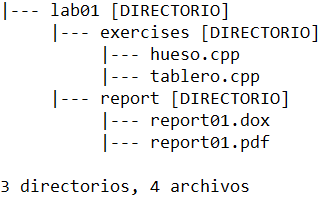 |--- lab01 [DIRECTORIO]
     |--- exercises [DIRECTORIO]
          |--- hueso.cpp
          |--- tablero.cpp
     |--- report [DIRECTORIO]
          |--- report01.dox
          |--- report01.pdf

3 directorios, 4 archivos